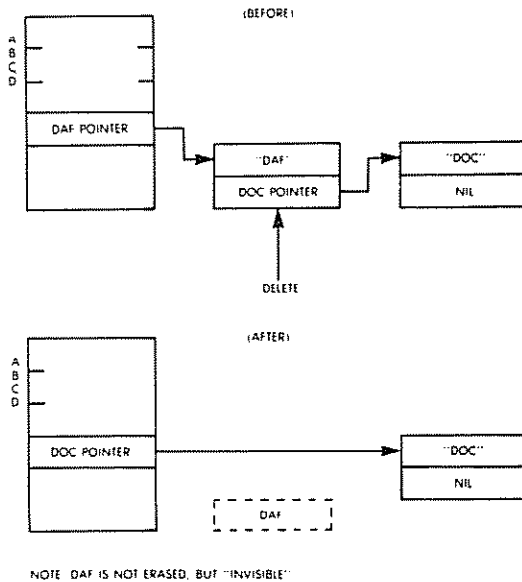 (BEFORE)
A
B
C
D
DAF POINTER
"DAF"
DOC POINTER
"DOC"
NIL
DELETE
(AFTER)
A
B
C
D
DOC POINTER
"DOC"
NIL
DAF
NOTE DAF IS NOT ERASED, BUT "INVISIBLE"